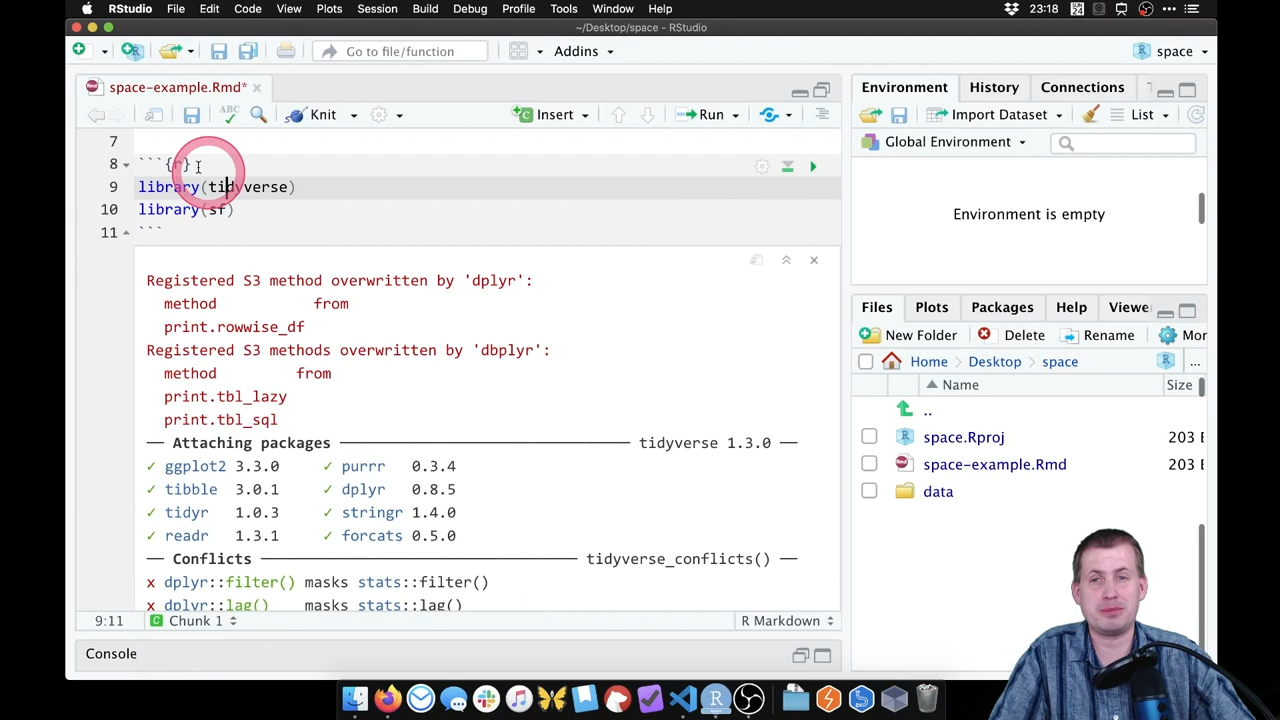 RStudio File Edit Code View Plots Session Build Debug Profile Tools Window Help 23:18
~/Desktop/space - RStudio
Go to file/function Addins space
space-example.Rmd*
Knit Insert Run
7
8 ```{r}
9 library(tidyverse)
10 library(sf)
11 ```
Registered S3 method overwritten by 'dplyr':
method from
print.rowwise_df
Registered S3 methods overwritten by 'dbplyr':
method from
print.tbl_lazy
print.tbl_sql
── Attaching packages ── tidyverse 1.3.0 ──
✓ ggplot2 3.3.0 ✓ purrr 0.3.4
✓ tibble 3.0.1 ✓ dplyr 0.8.5
✓ tidyr 1.0.3 ✓ stringr 1.4.0
✓ readr 1.3.1 ✓ forcats 0.5.0
── Conflicts ── tidyverse_conflicts() ──
x dplyr::filter() masks stats::filter()
x dplyr::lag() masks stats::lag()
9:11 Chunk 1 R Markdown
Console
Environment History Connections
Import Dataset List
Global Environment
Environment is empty
Files Plots Packages Help Viewe
New Folder Delete Rename Mor
Home Desktop space ...
Name Size
..
space.Rproj 203 B
space-example.Rmd 203 B
data